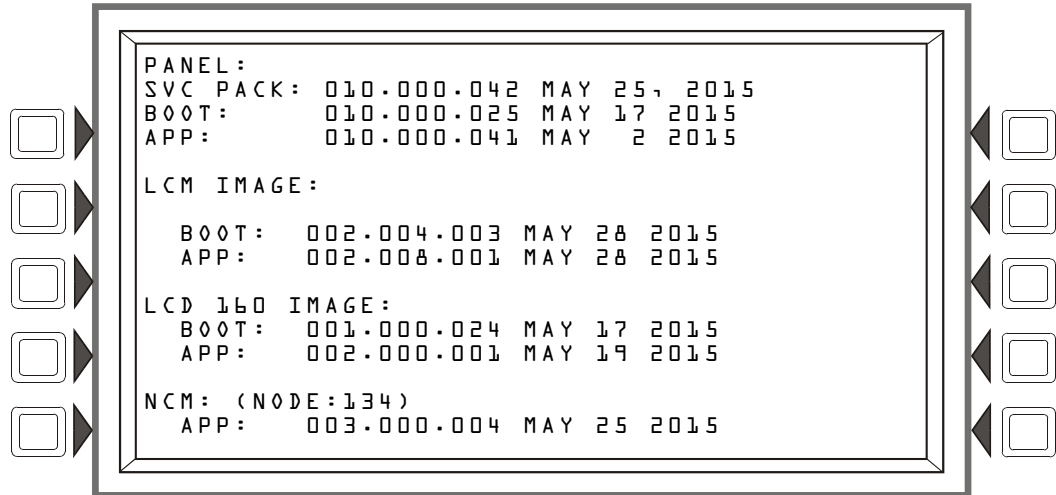 PANEL:
SVC PACK: 010.000.042 MAY 25, 2015
BOOT: 010.000.025 MAY 17 2015
APP: 010.000.041 MAY 2 2015
LCM IMAGE:
BOOT: 002.004.003 MAY 28 2015
APP: 002.008.001 MAY 28 2015
LCD 160 IMAGE:
BOOT: 001.000.024 MAY 17 2015
APP: 002.000.001 MAY 19 2015
NCM: (NODE:134)
APP: 003.000.004 MAY 25 2015